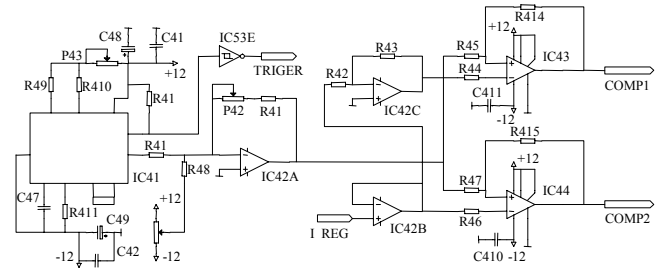 C48
C41
IC53E
P43
+12
TRIGER
R49
R410
R41
R41
IC41
R48
P42
R41
IC42A
C47
R411
C49
-12
C42
+12
-12
R42
R43
IC42C
I REG
IC42B
R45
R44
R414
+12
IC43
C411
-12
COMP1
R415
+12
R47
IC44
R46
C410
-12
COMP2